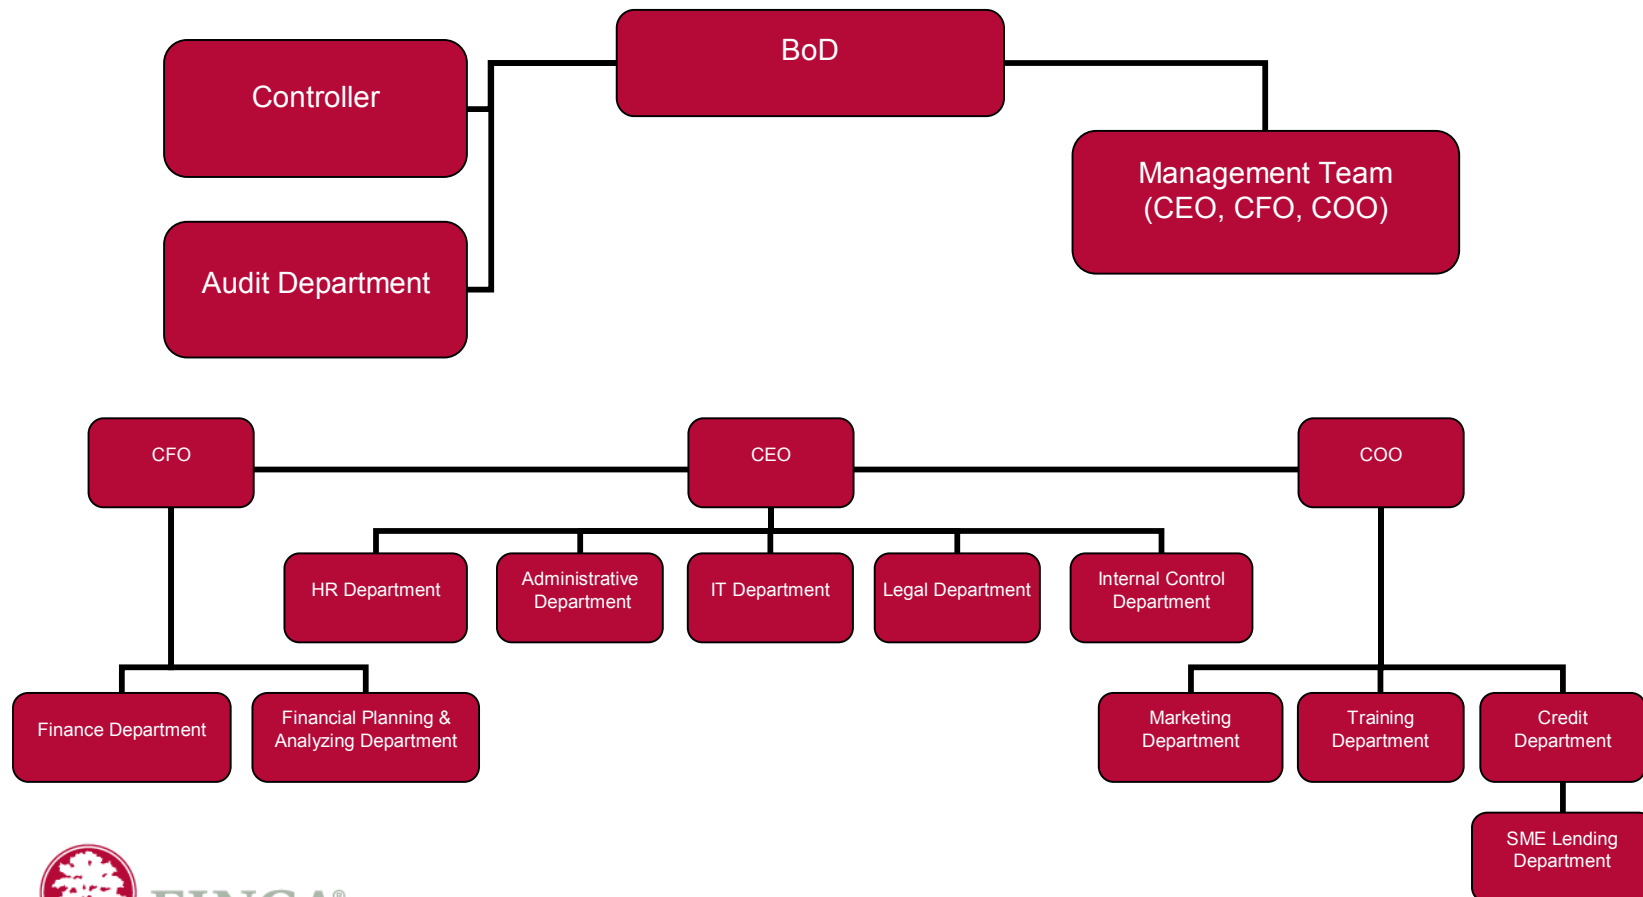 BoD
Controller
Management Team
(CEO, CFO, COO)
Audit Department
CFO
CEO
COO
HR Department
Administrative
Department
IT Department
Legal Department
Internal Control
Department
Finance Department
Financial Planning &
Analyzing Department
Marketing
Department
Training
Department
Credit
Department
SME Lending
Department
FINCA®